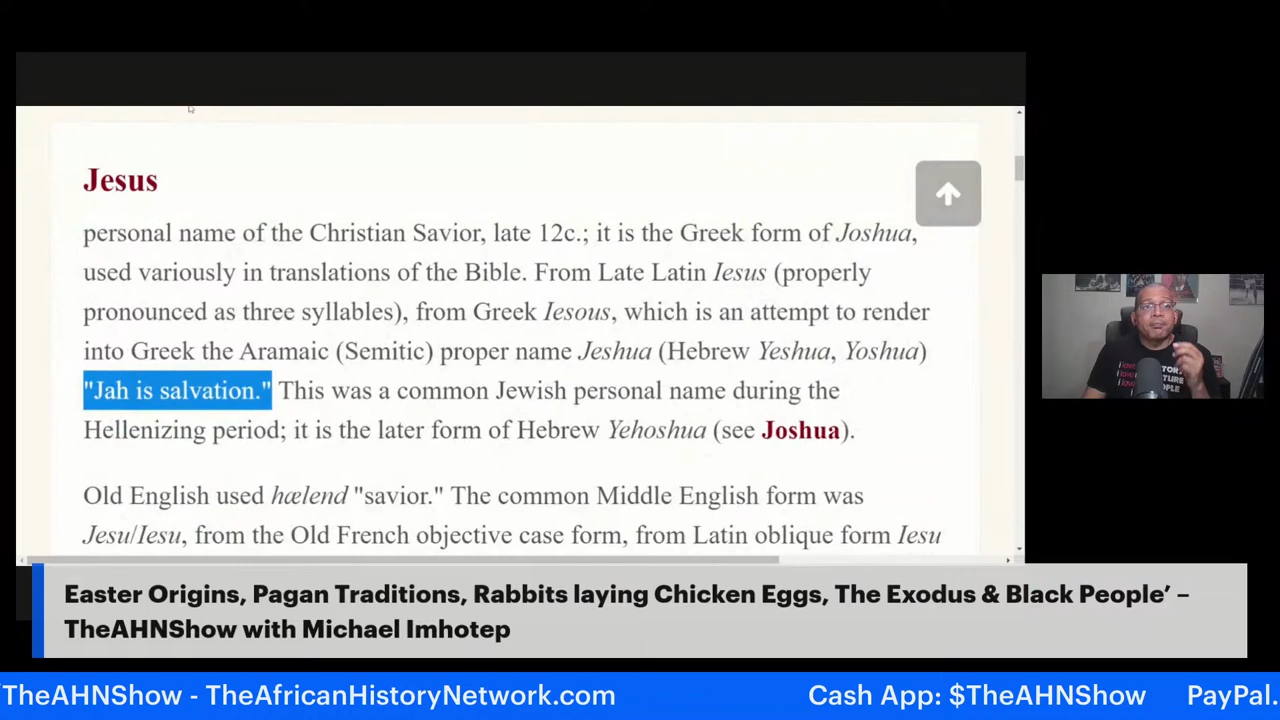 Jesus
personal name of the Christian Savior, late 12c.; it is the Greek form of Joshua,
used variously in translations of the Bible. From Late Latin Iesus (properly
pronounced as three syllables), from Greek Iesous, which is an attempt to render
into Greek the Aramaic (Semitic) proper name Jeshua (Hebrew Yeshua, Yoshua)
"Jah is salvation." This was a common Jewish personal name during the
Hellenizing period; it is the later form of Hebrew Yehoshua (see Joshua).
Old English used hælend "savior." The common Middle English form was
Jesu/Iesu, from the Old French objective case form, from Latin oblique form Iesu
Easter Origins, Pagan Traditions, Rabbits laying Chicken Eggs, The Exodus & Black People’ –
TheAHNShow with Michael Imhotep
/TheAHNShow - TheAfricanHistoryNetwork.com Cash App: $TheAHNShow PayPal.